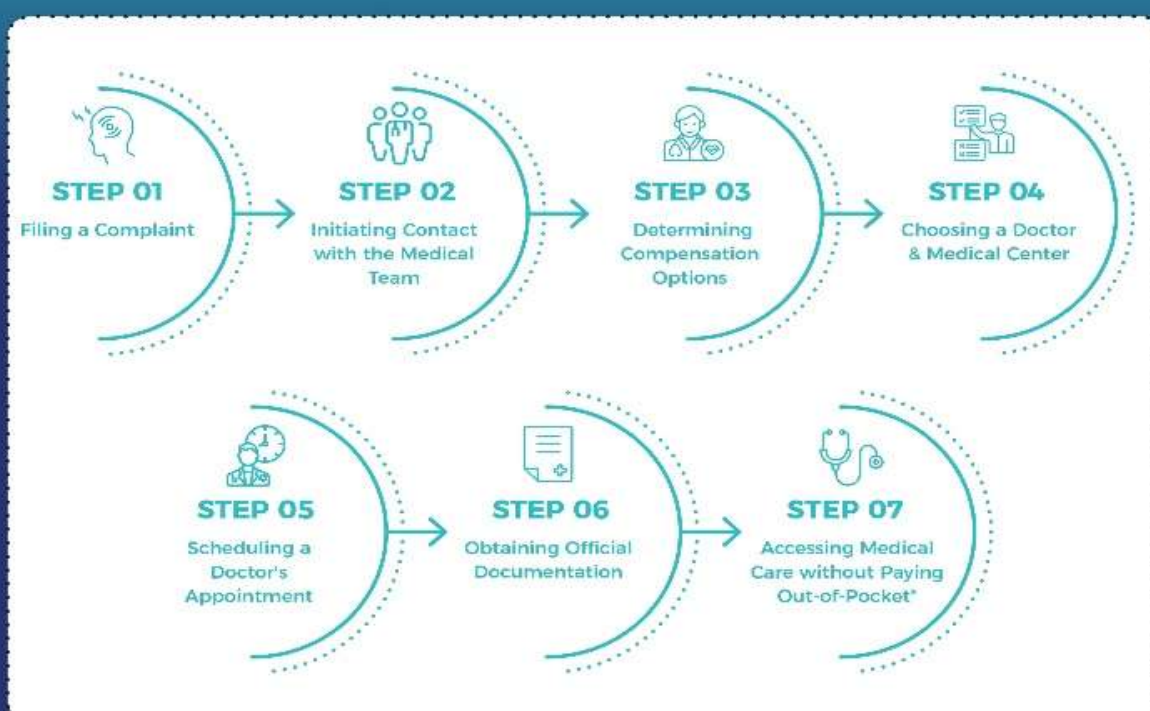 STEP 01
Filing a Complaint
STEP 02
Initiating Contact
with the Medical
Team
STEP 03
Determining
Compensation
Options
STEP 04
Choosing a Doctor
& Medical Center
STEP 05
Scheduling a
Doctor's
Appointment
STEP 06
Obtaining Official
Documentation
STEP 07
Accessing Medical
Care without Paying
Out-of-Pocket*